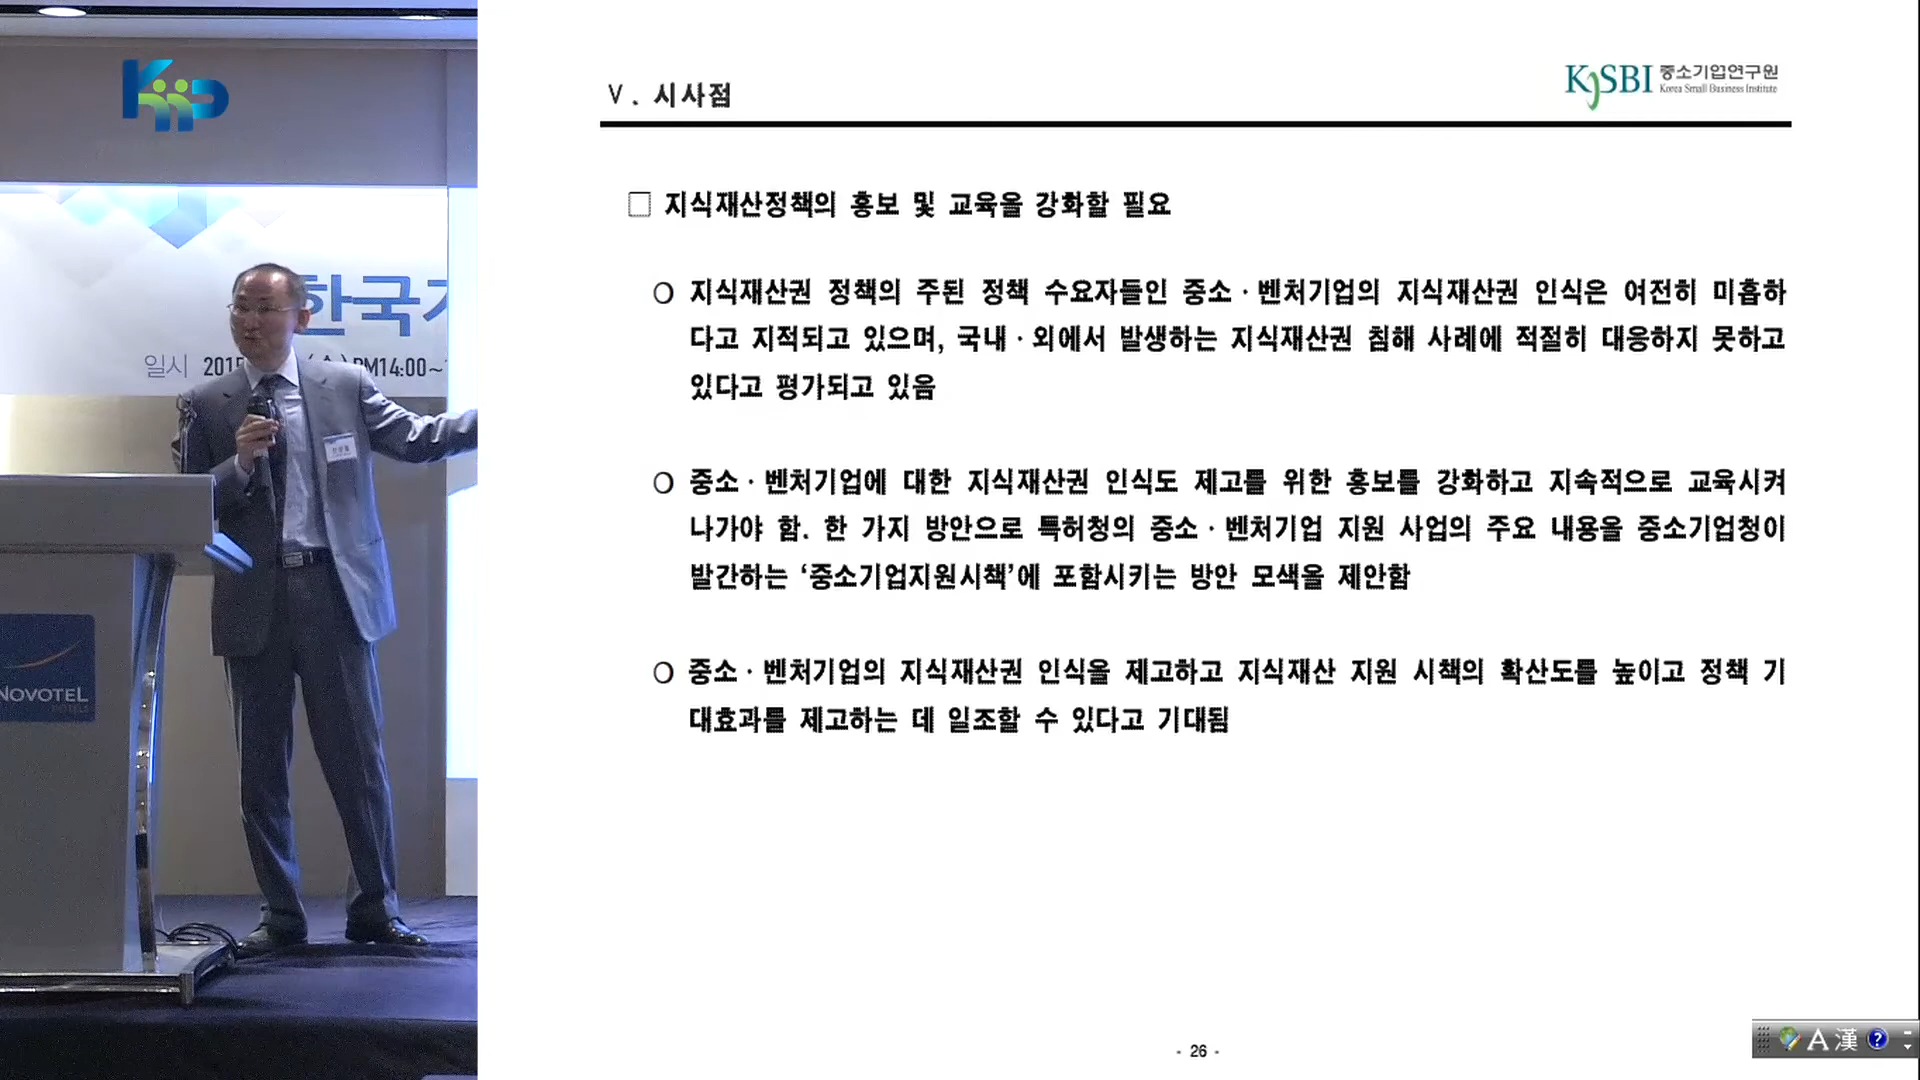 KIIP
한국지
일시 2015 (수) PM14:00~1
NOVOTEL
HOTELS
Ⅴ. 시사점
KOSBI 중소기업연구원
Korea Small Business Institute
□ 지식재산정책의 홍보 및 교육을 강화할 필요
○ 지식재산권 정책의 주된 정책 수요자들인 중소·벤처기업의 지식재산권 인식은 여전히 미흡하
다고 지적되고 있으며, 국내·외에서 발생하는 지식재산권 침해 사례에 적절히 대응하지 못하고
있다고 평가되고 있음
○ 중소·벤처기업에 대한 지식재산권 인식도 제고를 위한 홍보를 강화하고 지속적으로 교육시켜
나가야 함. 한 가지 방안으로 특허청의 중소·벤처기업 지원 사업의 주요 내용을 중소기업청이
발간하는 ‘중소기업지원시책’에 포함시키는 방안 모색을 제안함
○ 중소·벤처기업의 지식재산권 인식을 제고하고 지식재산 지원 시책의 확산도를 높이고 정책 기
대효과를 제고하는 데 일조할 수 있다고 기대됨
- 26 -
A 漢 ?